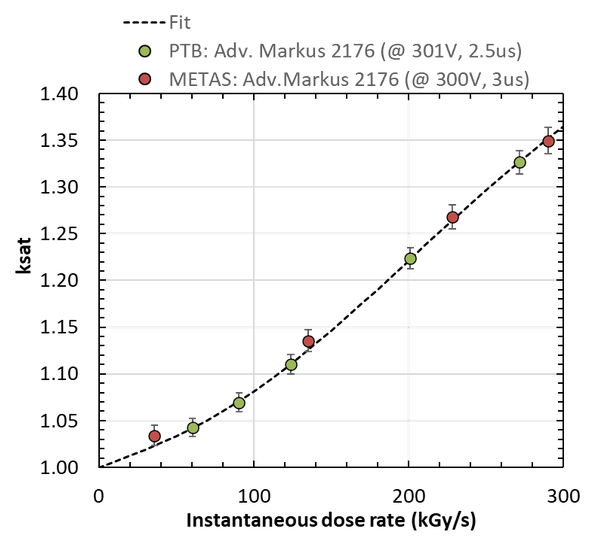 Fit
PTB: Adv. Markus 2176 (@ 301V, 2.5us)
METAS: Adv.Markus 2176 (@ 300V, 3us)
1.40
1.35
1.30
1.25
1.20
1.15
1.10
1.05
1.00
ksat
0 100 200 300
Instantaneous dose rate (kGy/s)